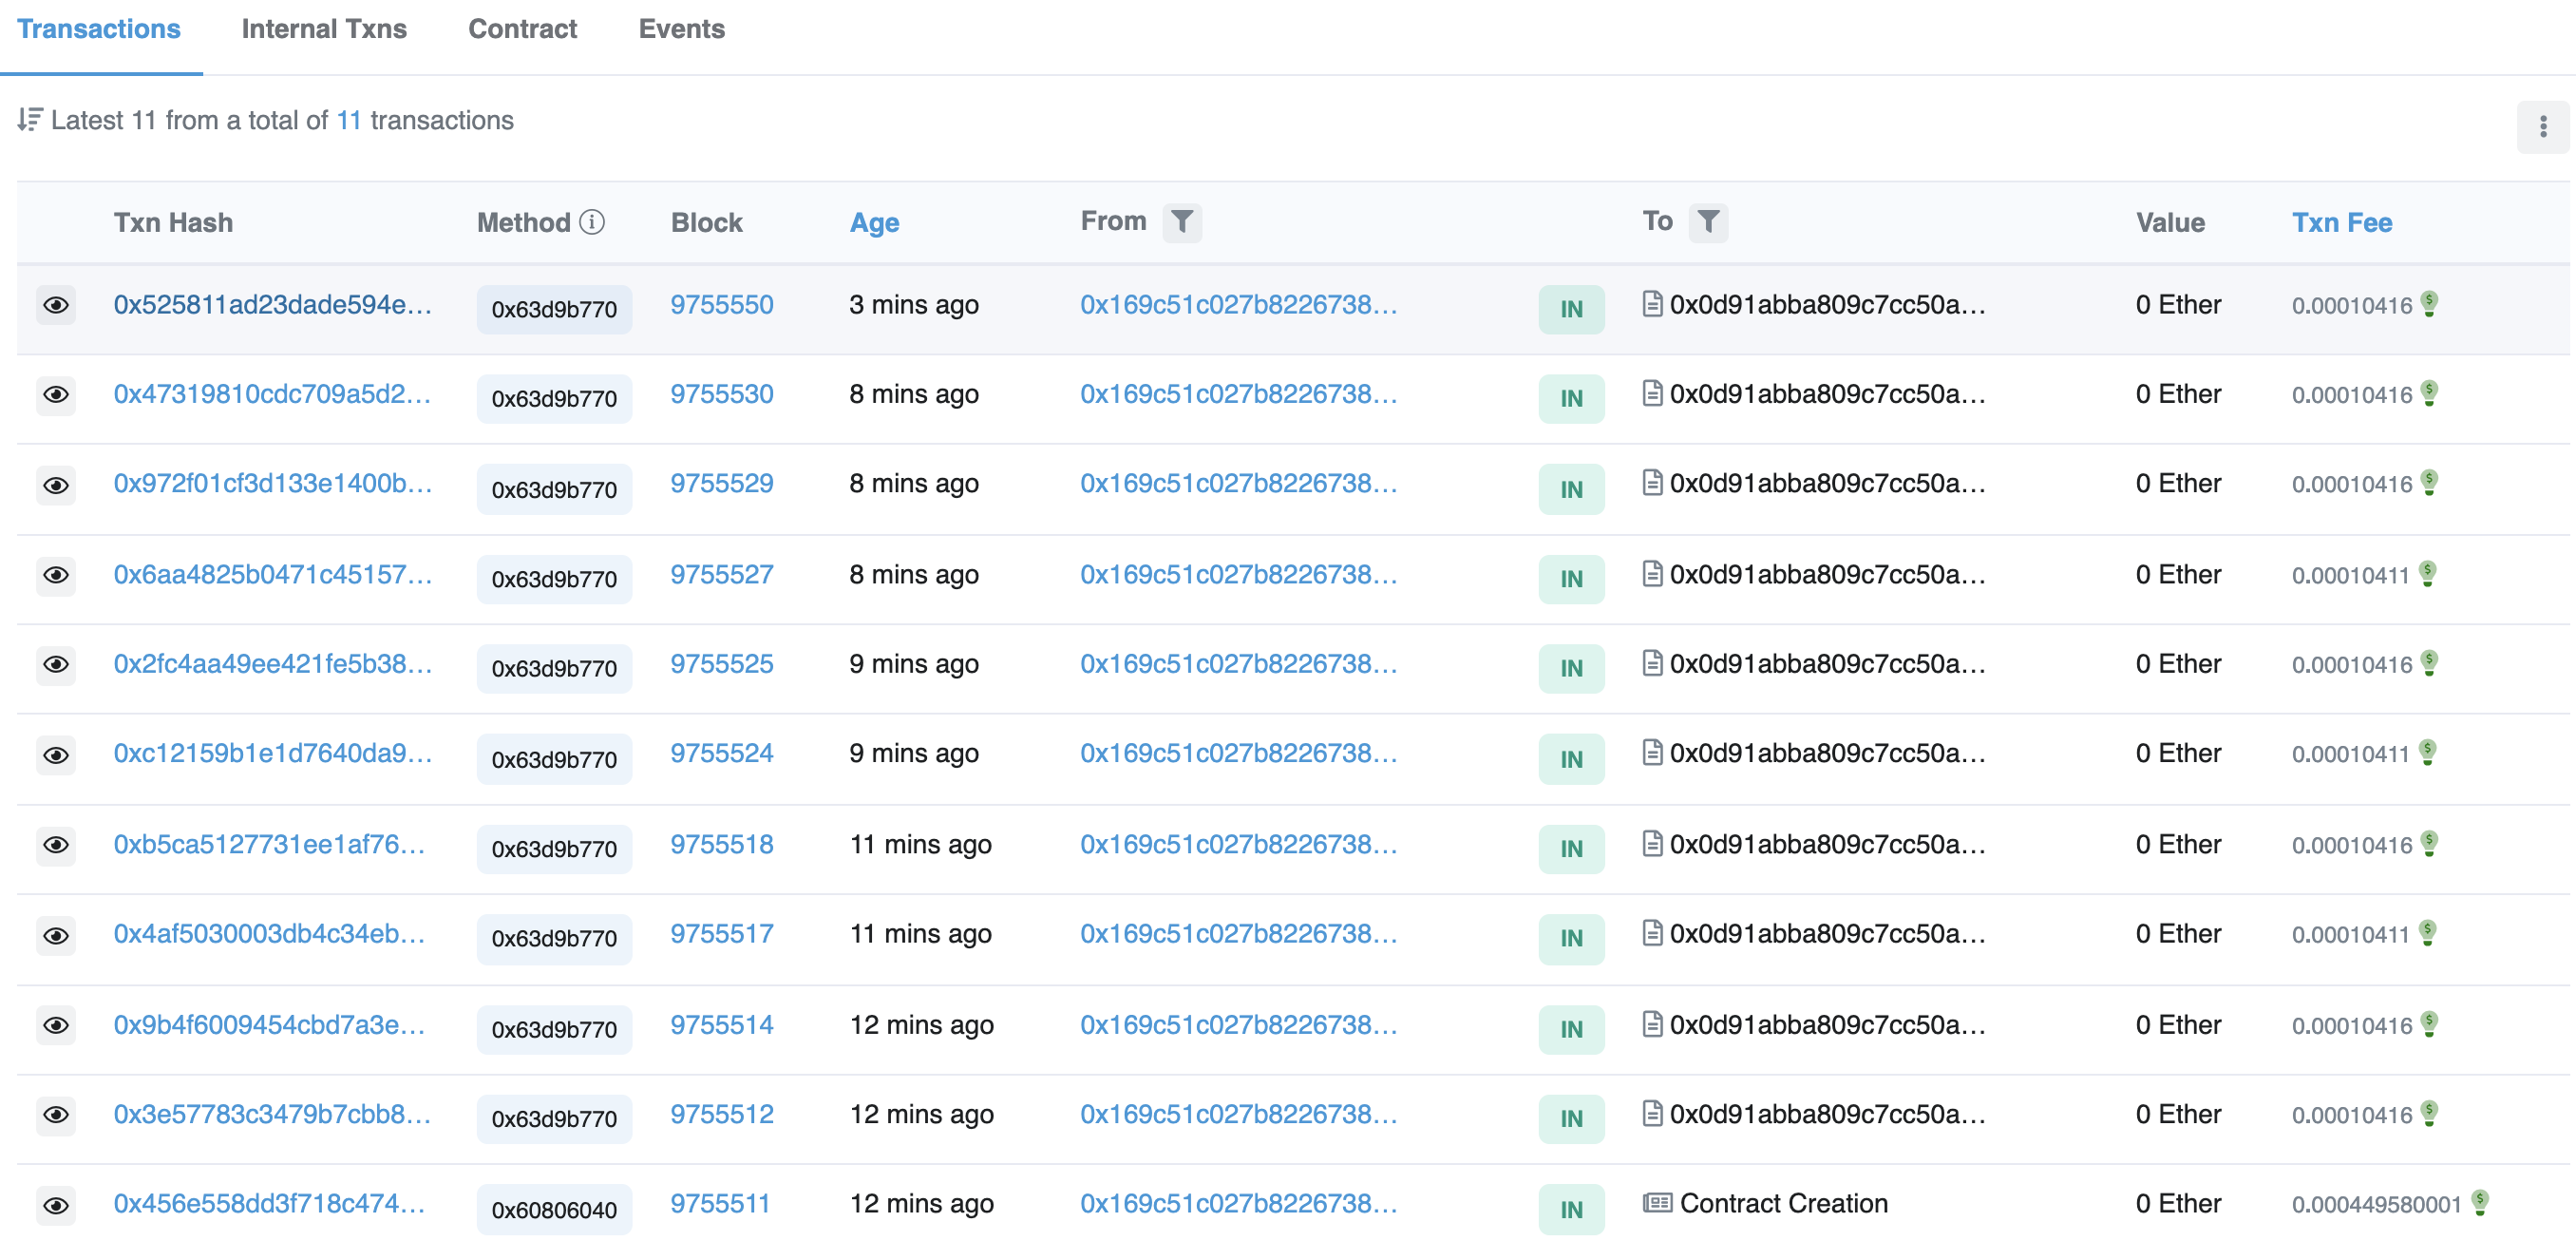 Transactions Internal Txns Contract Events
Latest 11 from a total of 11 transactions
Txn Hash Method Block Age From To Value Txn Fee
0x525811ad23dade594e... 0x63d9b770 9755550 3 mins ago 0x169c51c027b8226738... IN 0x0d91abba809c7cc50a... 0 Ether 0.00010416
0x47319810cdc709a5d2... 0x63d9b770 9755530 8 mins ago 0x169c51c027b8226738... IN 0x0d91abba809c7cc50a... 0 Ether 0.00010416
0x972f01cf3d133e1400b... 0x63d9b770 9755529 8 mins ago 0x169c51c027b8226738... IN 0x0d91abba809c7cc50a... 0 Ether 0.00010416
0x6aa4825b0471c45157... 0x63d9b770 9755527 8 mins ago 0x169c51c027b8226738... IN 0x0d91abba809c7cc50a... 0 Ether 0.00010411
0x2fc4aa49ee421fe5b38... 0x63d9b770 9755525 9 mins ago 0x169c51c027b8226738... IN 0x0d91abba809c7cc50a... 0 Ether 0.00010416
0xc12159b1e1d7640da9... 0x63d9b770 9755524 9 mins ago 0x169c51c027b8226738... IN 0x0d91abba809c7cc50a... 0 Ether 0.00010411
0xb5ca5127731ee1af76... 0x63d9b770 9755518 11 mins ago 0x169c51c027b8226738... IN 0x0d91abba809c7cc50a... 0 Ether 0.00010416
0x4af5030003db4c34eb... 0x63d9b770 9755517 11 mins ago 0x169c51c027b8226738... IN 0x0d91abba809c7cc50a... 0 Ether 0.00010411
0x9b4f6009454cbd7a3e... 0x63d9b770 9755514 12 mins ago 0x169c51c027b8226738... IN 0x0d91abba809c7cc50a... 0 Ether 0.00010416
0x3e57783c3479b7cbb8... 0x63d9b770 9755512 12 mins ago 0x169c51c027b8226738... IN 0x0d91abba809c7cc50a... 0 Ether 0.00010416
0x456e558dd3f718c474... 0x60806040 9755511 12 mins ago 0x169c51c027b8226738... IN Contract Creation 0 Ether 0.000449580001